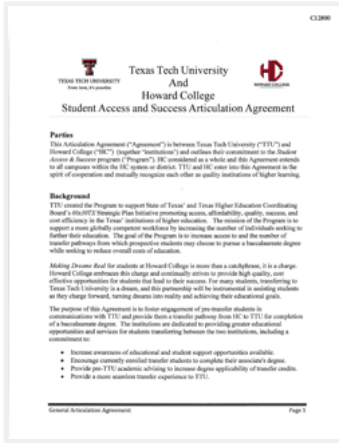 C12800
TEXAS TECH UNIVERSITY
From here, it's possible.
Texas Tech University
And
Howard College
HOWARD COLLEGE
Student Access and Success Articulation Agreement
Parties
This Articulation Agreement ("Agreement") is between Texas Tech University ("TTU") and
Howard College ("HC") (together "institutions") and outlines their commitment to the Student
Access & Success program ("Program"). HC considered as a whole and this Agreement extends
to all campuses within the HC system or district. TTU and HC enter into this Agreement in the
spirit of cooperation and mutually recognize each other as quality institutions of higher learning.
Background
TTU created the Program to support State of Texas' and Texas Higher Education Coordinating
Board's 60x30TX Strategic Plan Initiative promoting access, affordability, quality, success, and
cost efficiency in the Texas' institutions of higher education. The mission of the Program is to
support a more globally competent workforce by increasing the number of individuals seeking to
further their education. The goal of the Program is to increase access to and the number of
transfer pathways from which prospective students may choose to pursue a baccalaureate degree
while seeking to reduce overall costs of education.
Making Dreams Real for students at Howard College is more than a catchphrase, it is a charge.
Howard College embraces this charge and continually strives to provide high quality, cost
effective opportunities for students that lead to their success. For many students, transferring to
Texas Tech University is a dream, and this partnership will be instrumental in assisting students
as they charge forward, turning dreams into reality and achieving their educational goals.
The purpose of this Agreement is to foster engagement of pre-transfer students in
communications with TTU and provide them a transfer pathway from HC to TTU for completion
of a baccalaureate degree. The institutions are dedicated to providing greater educational
opportunities and services for students transferring between the two institutions, including a
commitment to:
• Increase awareness of educational and student support opportunities available.
• Encourage currently enrolled transfer students to complete their associate's degree.
• Provide pre-TTU academic advising to increase degree applicability of transfer credits.
• Provide a more seamless transfer experience to TTU.
General Articulation Agreement Page 1